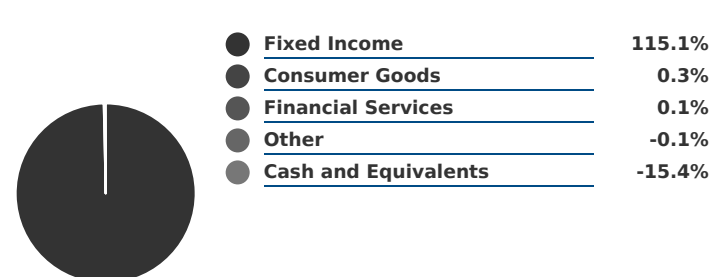 Fixed Income 115.1%
Consumer Goods 0.3%
Financial Services 0.1%
Other -0.1%
Cash and Equivalents -15.4%